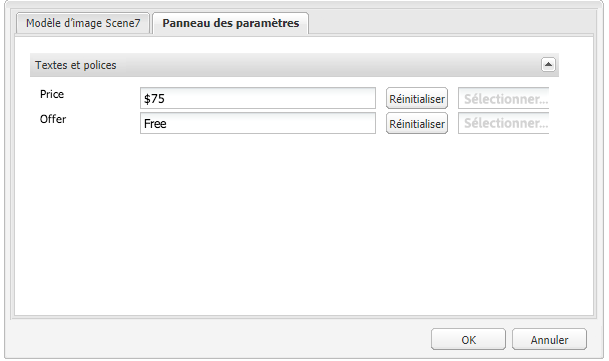 Modèle d'image Scene7 Panneau des paramètres
Textes et polices
Price $75 Réinitialiser Sélectionner...
Offer Free Réinitialiser Sélectionner...
OK Annuler